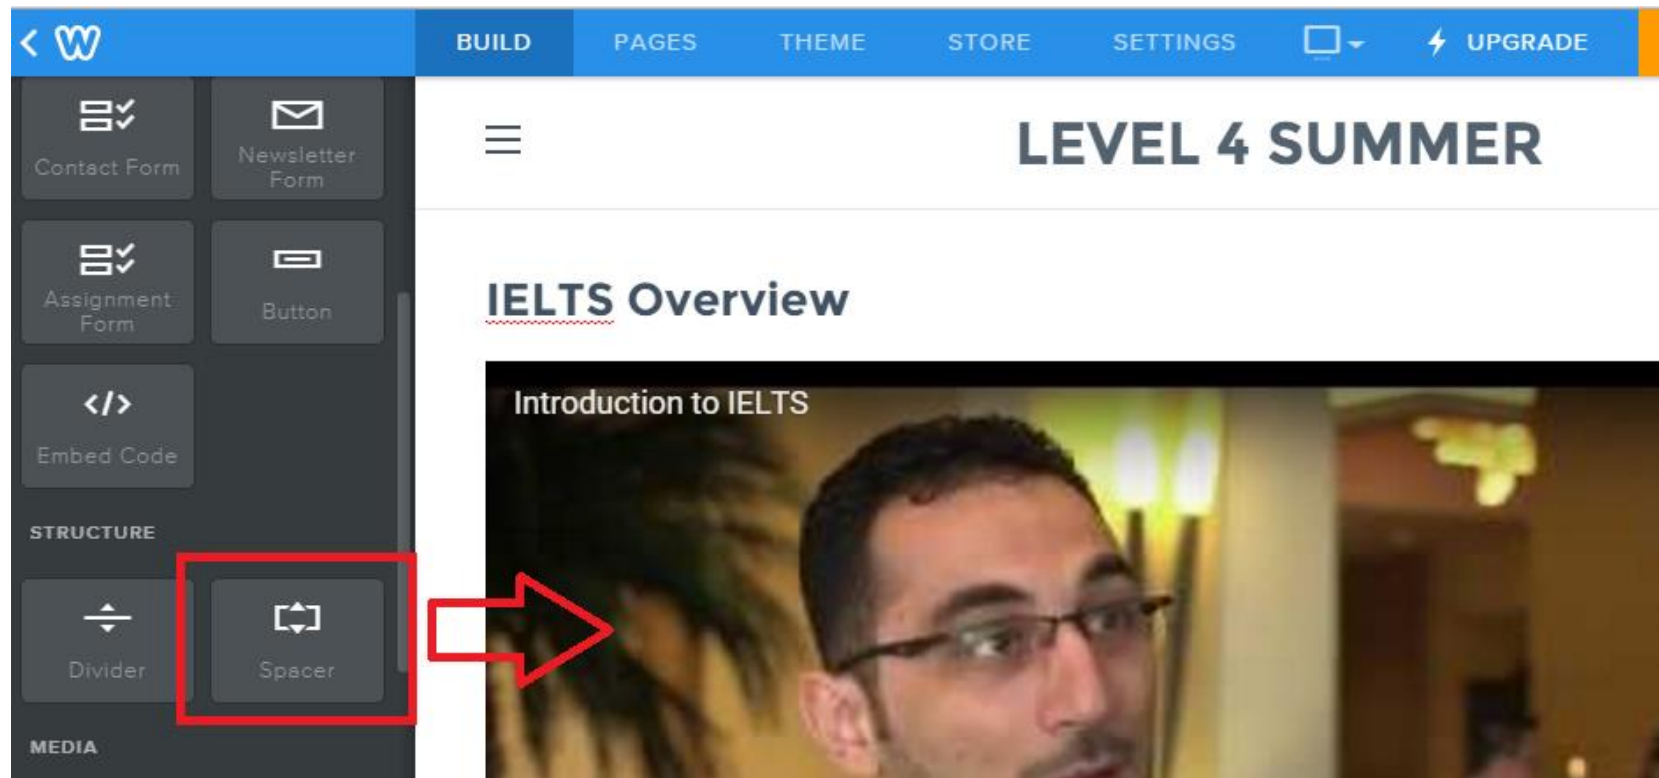 BUILD PAGES THEME STORE SETTINGS UPGRADE
Contact Form
Newsletter
Form
Assignment
Form
Button
</>
Embed Code
STRUCTURE
Divider
Spacer
MEDIA
LEVEL 4 SUMMER
IELTS Overview
Introduction to IELTS